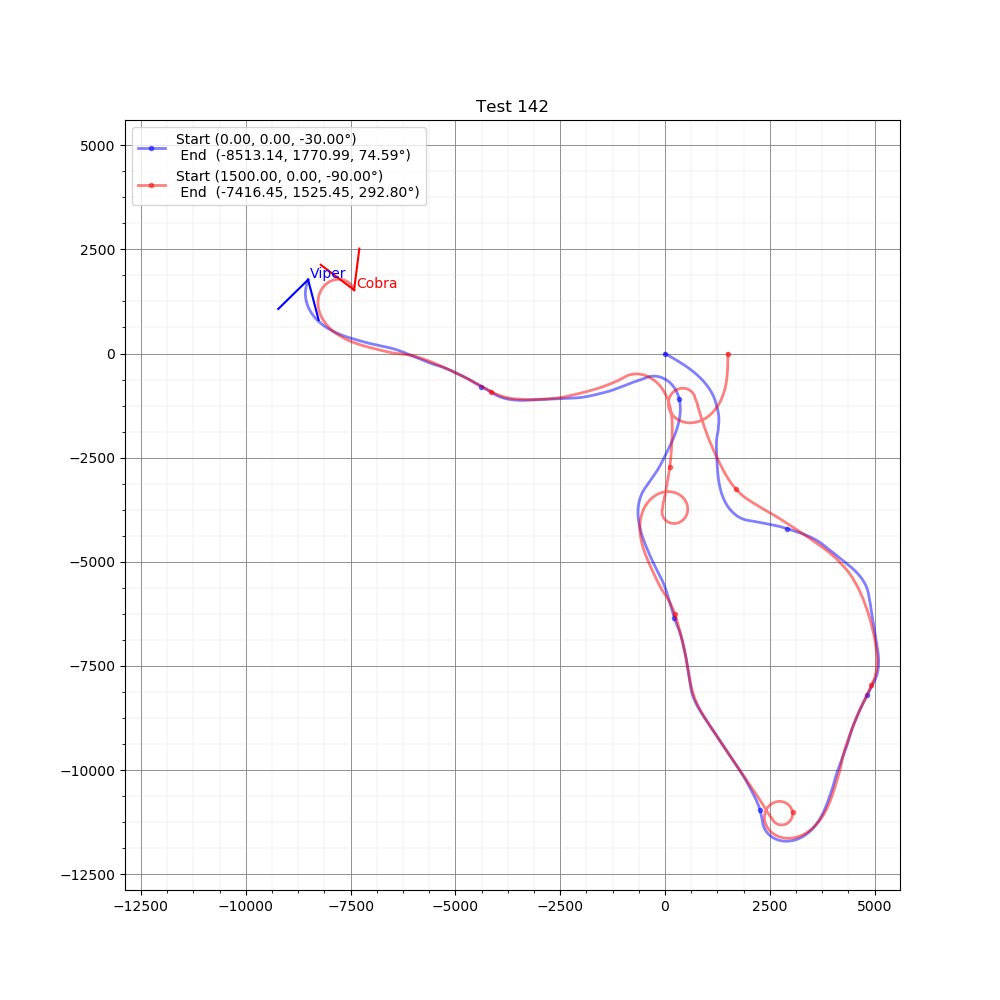 Test 142
Start (0.00, 0.00, -30.00°)
End (-8513.14, 1770.99, 74.59°)
Start (1500.00, 0.00, -90.00°)
End (-7416.45, 1525.45, 292.80°)
5000
2500
0
−2500
−5000
−7500
−10000
−12500
Viper
Cobra
−12500 −10000 −7500 −5000 −2500 0 2500 5000